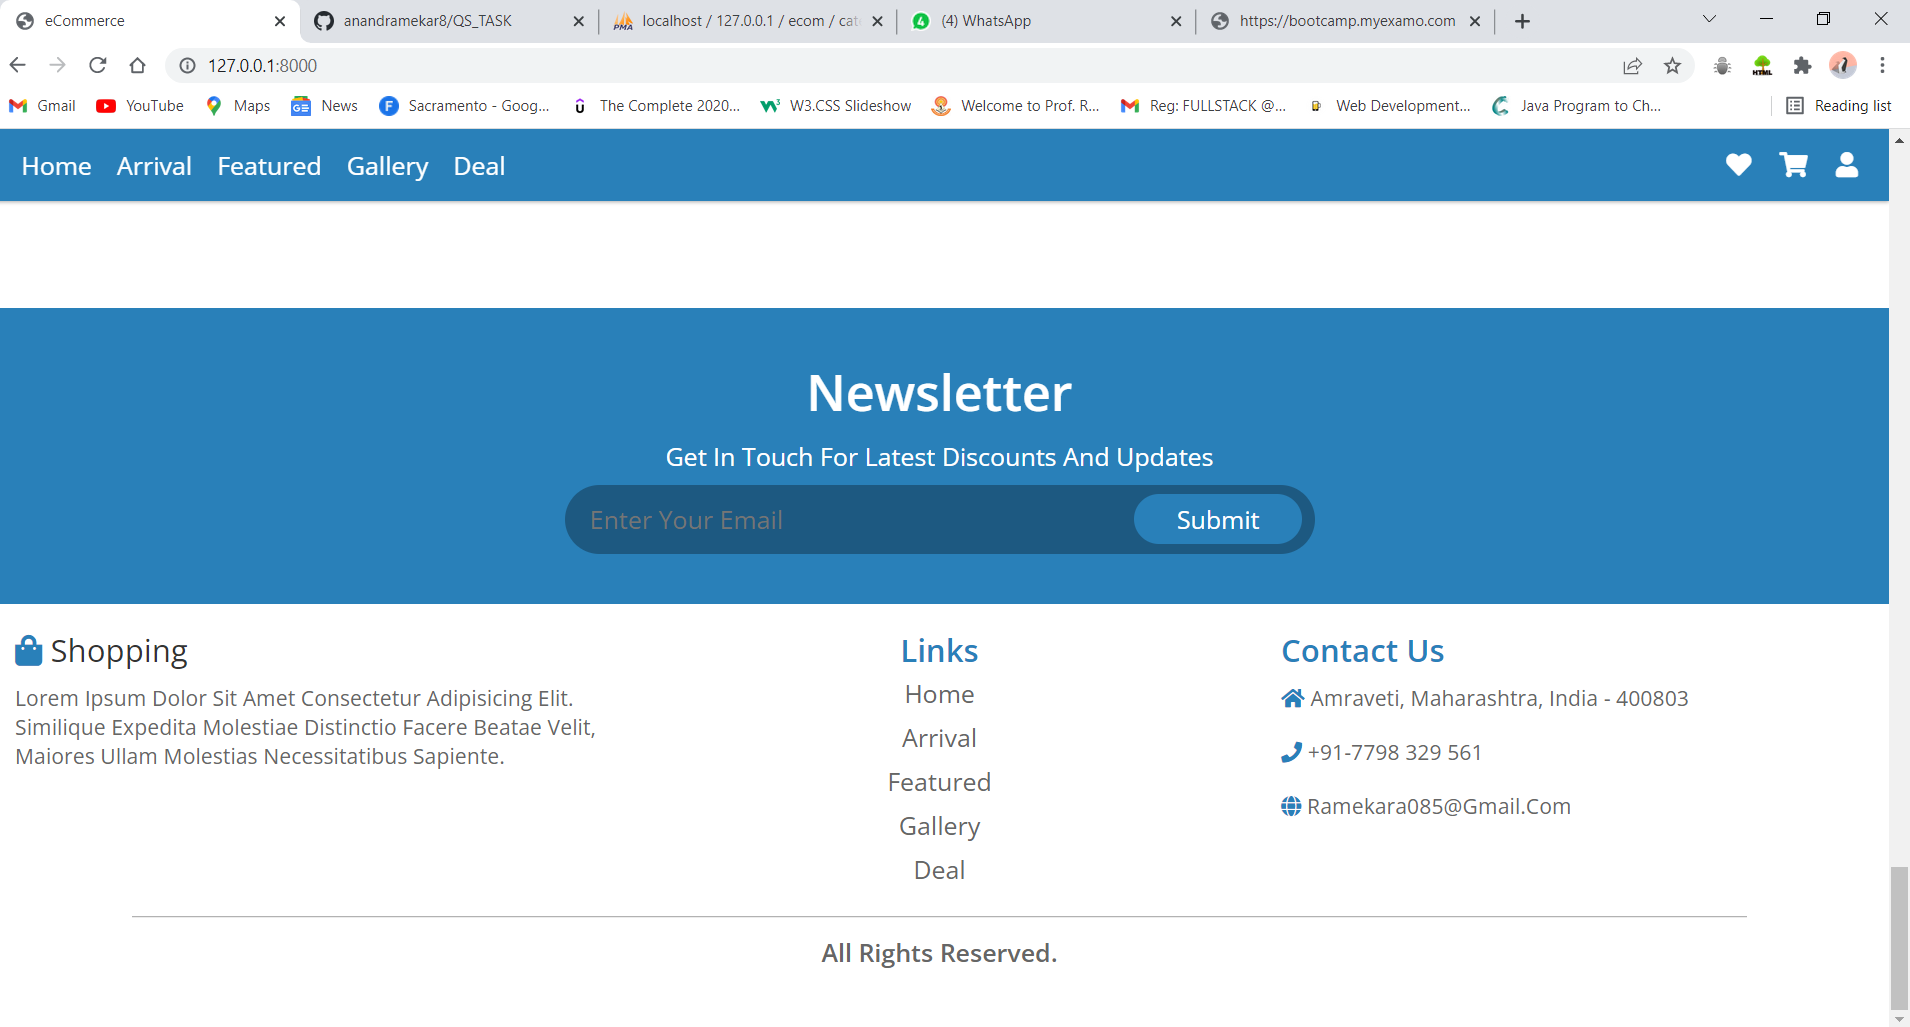 eCommerce
anandramekar8/QS_TASK
PMA
localhost / 127.0.0.1 / ecom / cat
4
(4) WhatsApp
https://bootcamp.myexamo.com
127.0.0.1:8000
HTML
Gmail
YouTube
Maps
News
Sacramento - Goog...
The Complete 2020...
W3.CSS Slideshow
Welcome to Prof. R...
Reg: FULLSTACK @...
Web Development...
Java Program to Ch...
Reading list
Home Arrival Featured Gallery Deal
Newsletter
Get In Touch For Latest Discounts And Updates
Enter Your Email
Submit
Shopping
Lorem Ipsum Dolor Sit Amet Consectetur Adipisicing Elit.
Similique Expedita Molestiae Distinctio Facere Beatae Velit,
Maiores Ullam Molestias Necessitatibus Sapiente.
Links
Home
Arrival
Featured
Gallery
Deal
Contact Us
Amraveti, Maharashtra, India - 400803
+91-7798 329 561
Ramekara085@Gmail.Com
All Rights Reserved.